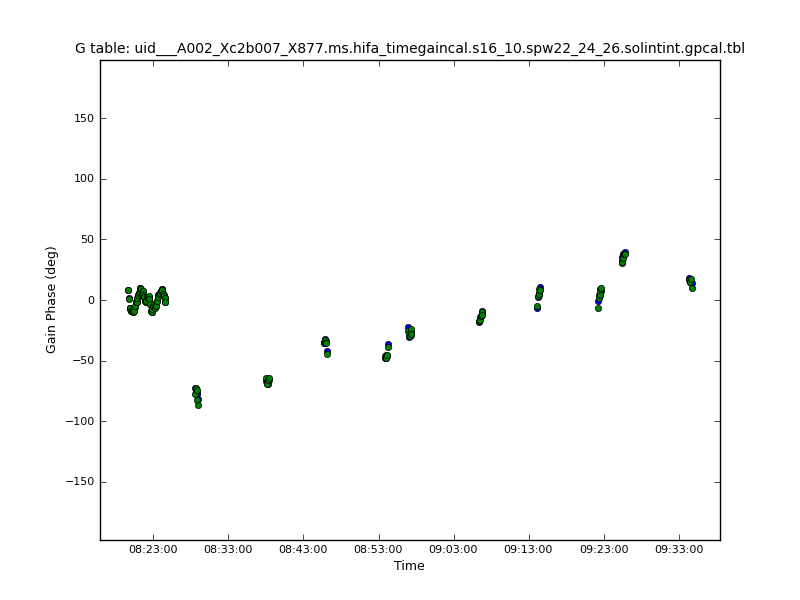 G table: uid___A002_Xc2b007_X877.ms.hifa_timegaincal.s16_10.spw22_24_26.solintint.gpcal.tbl
150
100
50
0
−50
−100
−150
Gain Phase (deg)
08:23:00 08:33:00 08:43:00 08:53:00 09:03:00 09:13:00 09:23:00 09:33:00
Time